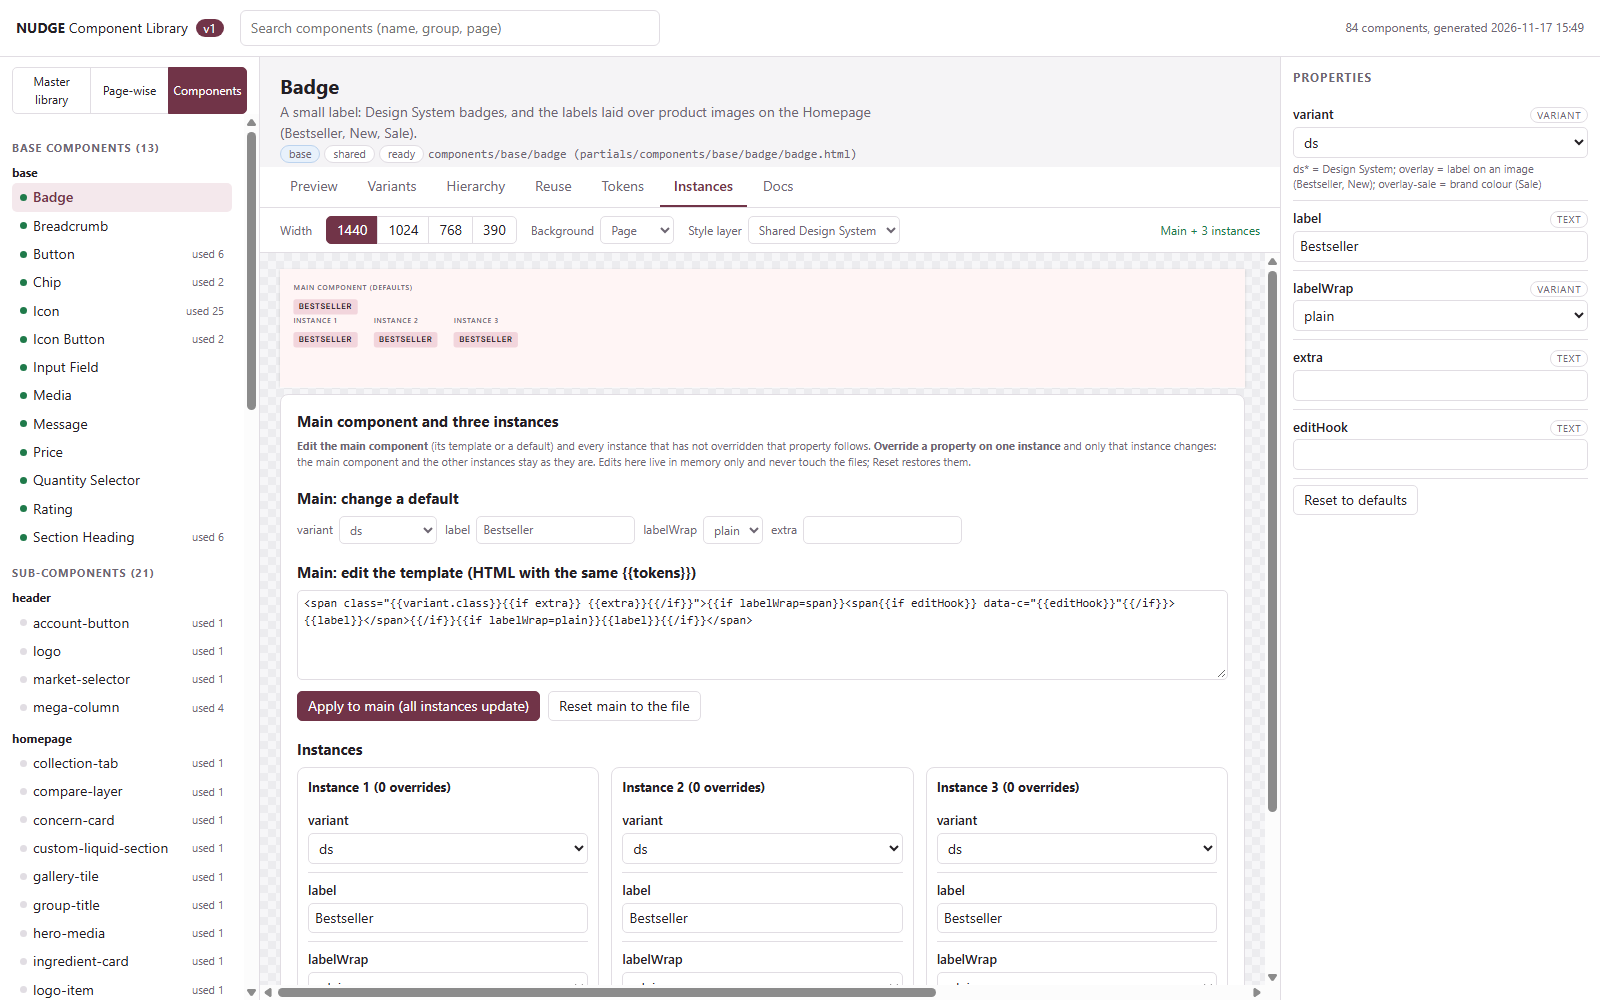 NUDGE Component Library v1
Search components (name, group, page)
84 components, generated 2026-11-17 15:49
Master library
Page-wise
Components
BASE COMPONENTS (13)
base
Badge
Breadcrumb
Button used 6
Chip used 2
Icon used 25
Icon Button used 2
Input Field
Media
Message
Price
Quantity Selector
Rating
Section Heading used 6
SUB-COMPONENTS (21)
header
account-button used 1
logo used 1
market-selector used 1
mega-column used 4
homepage
collection-tab used 1
compare-layer used 1
concern-card used 1
custom-liquid-section used 1
gallery-tile used 1
group-title used 1
hero-media used 1
ingredient-card used 1
logo-item used 1
Badge
A small label: Design System badges, and the labels laid over product images on the Homepage
(Bestseller, New, Sale).
base shared ready components/base/badge (partials/components/base/badge/badge.html)
Preview Variants Hierarchy Reuse Tokens Instances Docs
Width 1440 1024 768 390 Background Page Style layer Shared Design System Main + 3 instances
MAIN COMPONENT (DEFAULTS)
BESTSELLER
INSTANCE 1 INSTANCE 2 INSTANCE 3
BESTSELLER BESTSELLER BESTSELLER
Main component and three instances
Edit the main component (its template or a default) and every instance that has not overridden that property follows. Override a property on one instance and only that instance changes:
the main component and the other instances stay as they are. Edits here live in memory only and never touch the files; Reset restores them.
Main: change a default
variant ds label Bestseller labelWrap plain extra
Main: edit the template (HTML with the same {{tokens}})
<span class="{{variant.class}}{{if extra}} {{extra}}{{/if}}">{{if labelWrap=span}}<span{{if editHook}} data-c="{{editHook}}"{{/if}}>
{{label}}</span>{{/if}}{{if labelWrap=plain}}{{label}}{{/if}}</span>
Apply to main (all instances update) Reset main to the file
Instances
Instance 1 (0 overrides) Instance 2 (0 overrides) Instance 3 (0 overrides)
variant variant variant
ds ds ds
label label label
Bestseller Bestseller Bestseller
labelWrap labelWrap labelWrap
PROPERTIES
variant VARIANT
ds
ds* = Design System; overlay = label on an image
(Bestseller, New); overlay-sale = brand colour (Sale)
label TEXT
Bestseller
labelWrap VARIANT
plain
extra TEXT
editHook TEXT
Reset to defaults